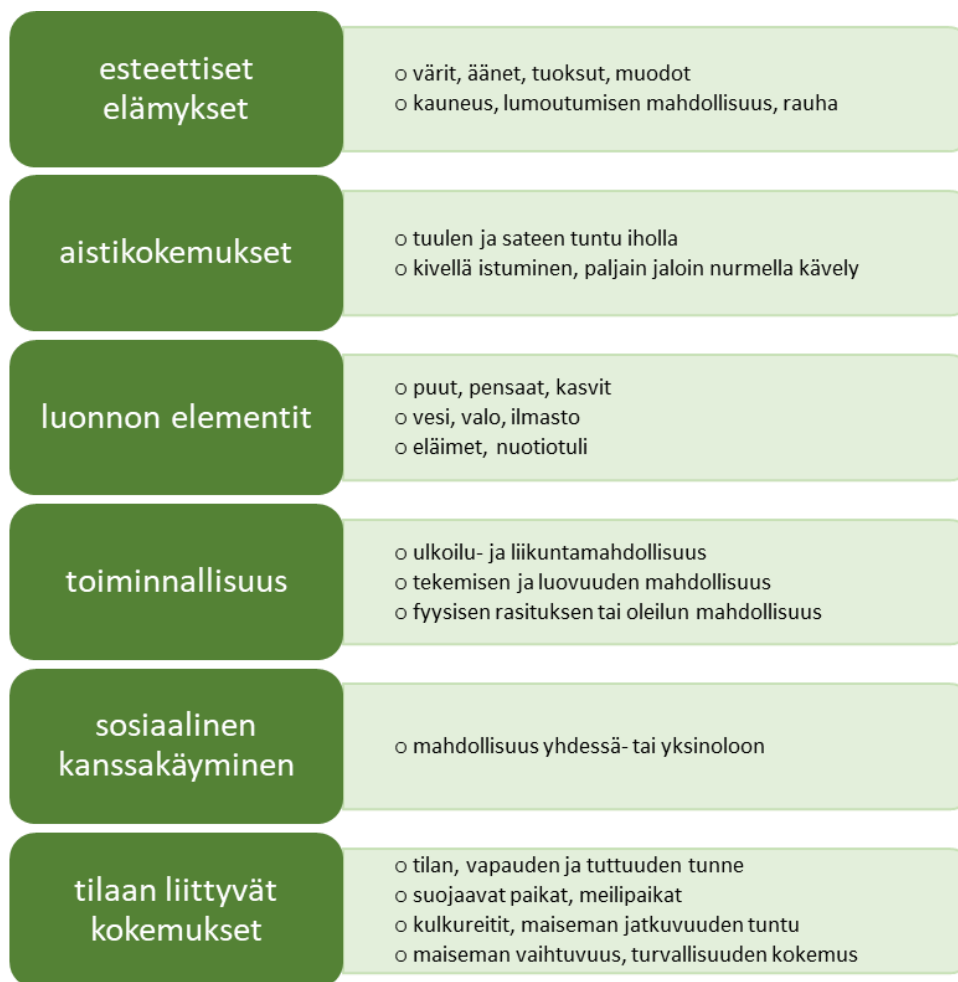 esteettiset
elämykset
o värit, äänet, tuoksut, muodot
o kauneus, lumoutumisen mahdollisuus, rauha
aistikokemukset
o tuulen ja sateen tuntu iholla
o kivellä istuminen, paljain jaloin nurmella kävely
luonnon elementit
o puut, pensaat, kasvit
o vesi, valo, ilmasto
o eläimet, nuotiotuli
toiminnallisuus
o ulkoilu- ja liikuntamahdollisuus
o tekemisen ja luovuuden mahdollisuus
o fyysisen rasituksen tai oleilun mahdollisuus
sosiaalinen
kanssakäyminen
o mahdollisuus yhdessä- tai yksinoloon
tilaan liittyvät
kokemukset
o tilan, vapauden ja tuttuuden tunne
o suojaavat paikat, meilipaikat
o kulkureitit, maiseman jatkuvuuden tuntu
o maiseman vaihtuvuus, turvallisuuden kokemus